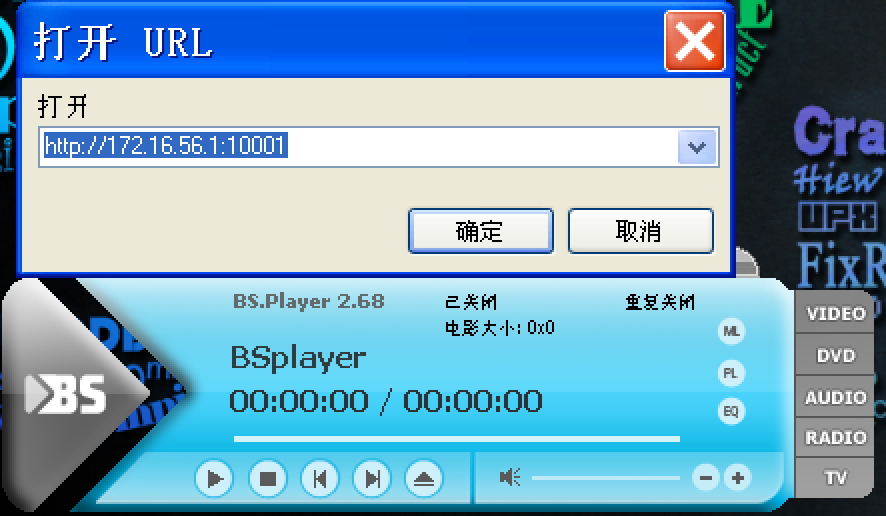 打开 URL
打开
http://172.16.56.1:10001
确定
取消
Cra
Hiew
UPX
FixR
BS.Player 2.68
已关闭
重复关闭
电影大小: 0x0
BSplayer
00:00:00 / 00:00:00
ML
PL
EQ
BS
VIDEO
DVD
AUDIO
RADIO
TV